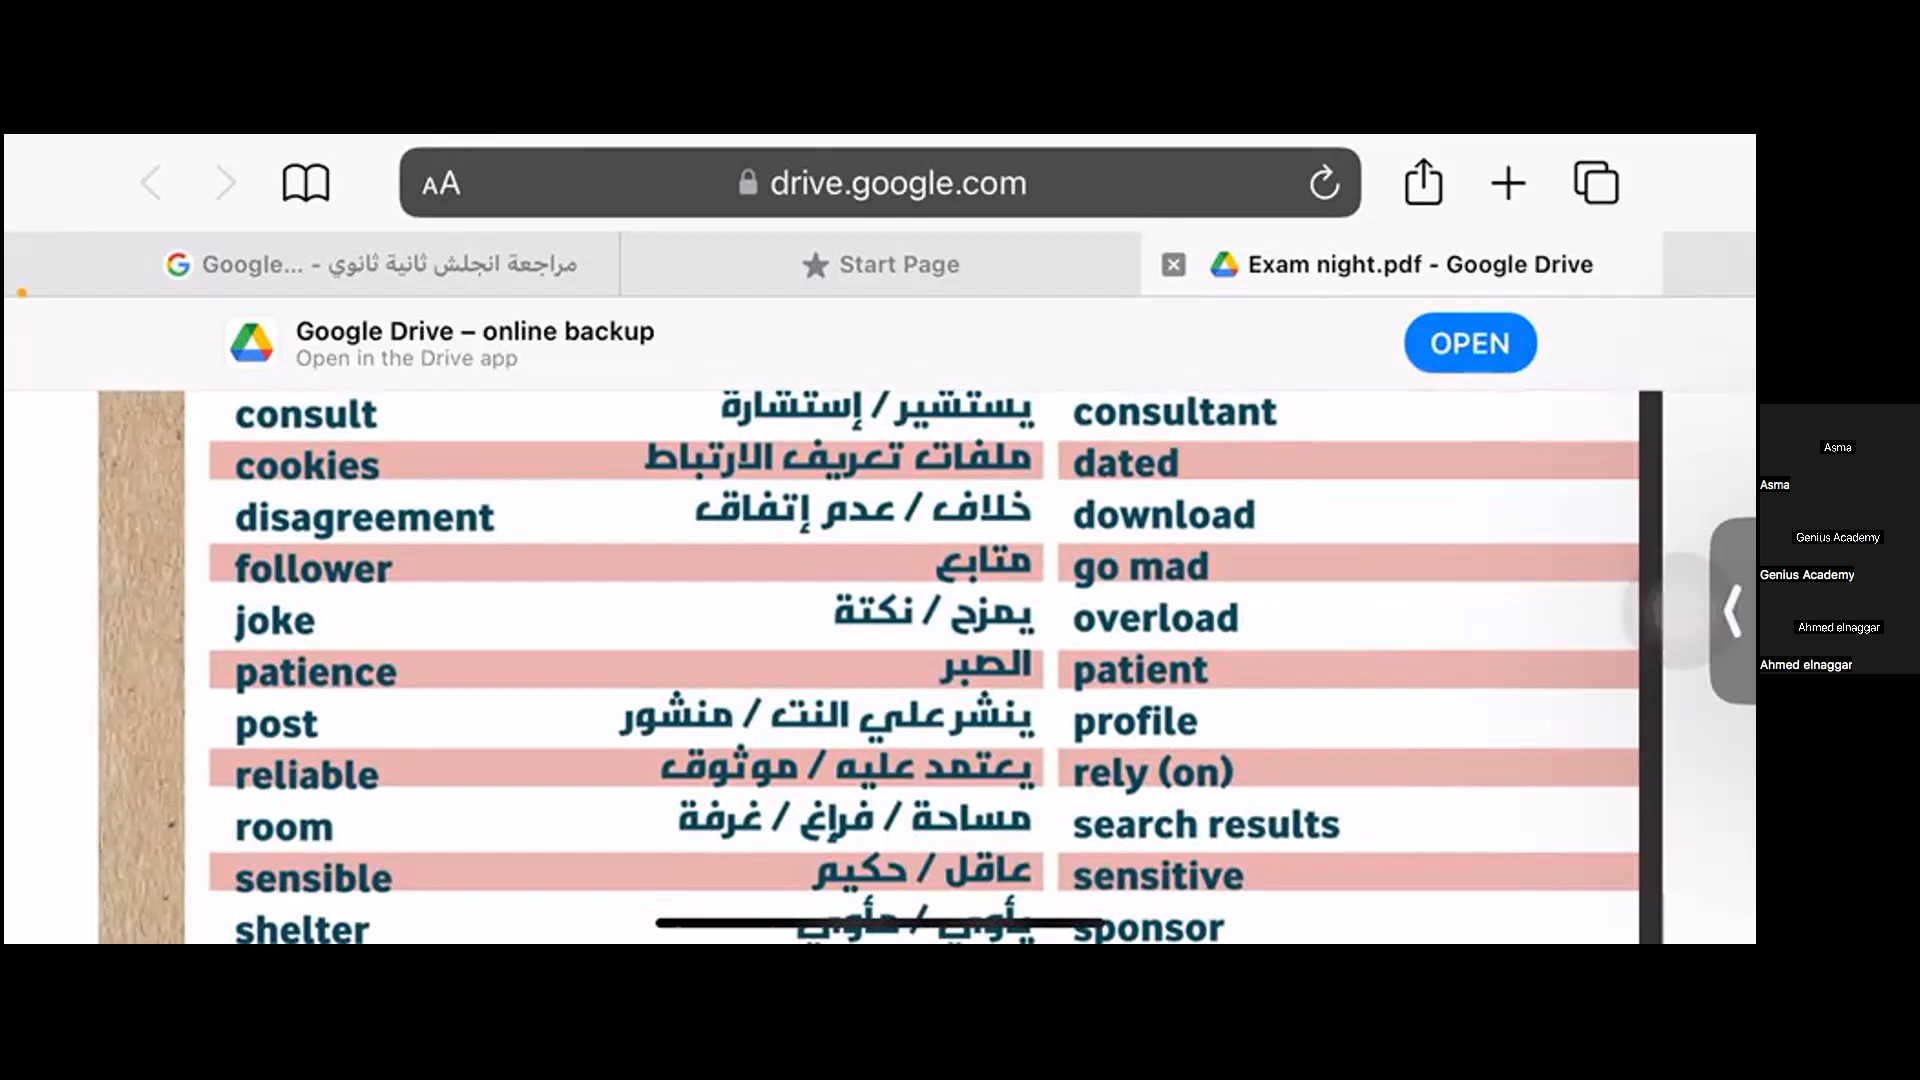 AA drive.google.com
مراجعة انجلش ثانية ثانوي - Google...
Start Page
Exam night.pdf - Google Drive
Google Drive – online backup
Open in the Drive app
OPEN
consult يستشير / إستشارة consultant
cookies ملفات تعريف الارتباط dated
disagreement خلاف / عدم إتفاق download
follower متابع go mad
joke يمزح / نكتة overload
patience الصبر patient
post ينشر علي النت / منشور profile
reliable يعتمد عليه / موثوق rely (on)
room مساحة / فراغ / غرفة search results
sensible عاقل / حكيم sensitive
shelter يأوي / مأوي sponsor
Asma
Asma
Genius Academy
Genius Academy
Ahmed elnaggar
Ahmed elnaggar